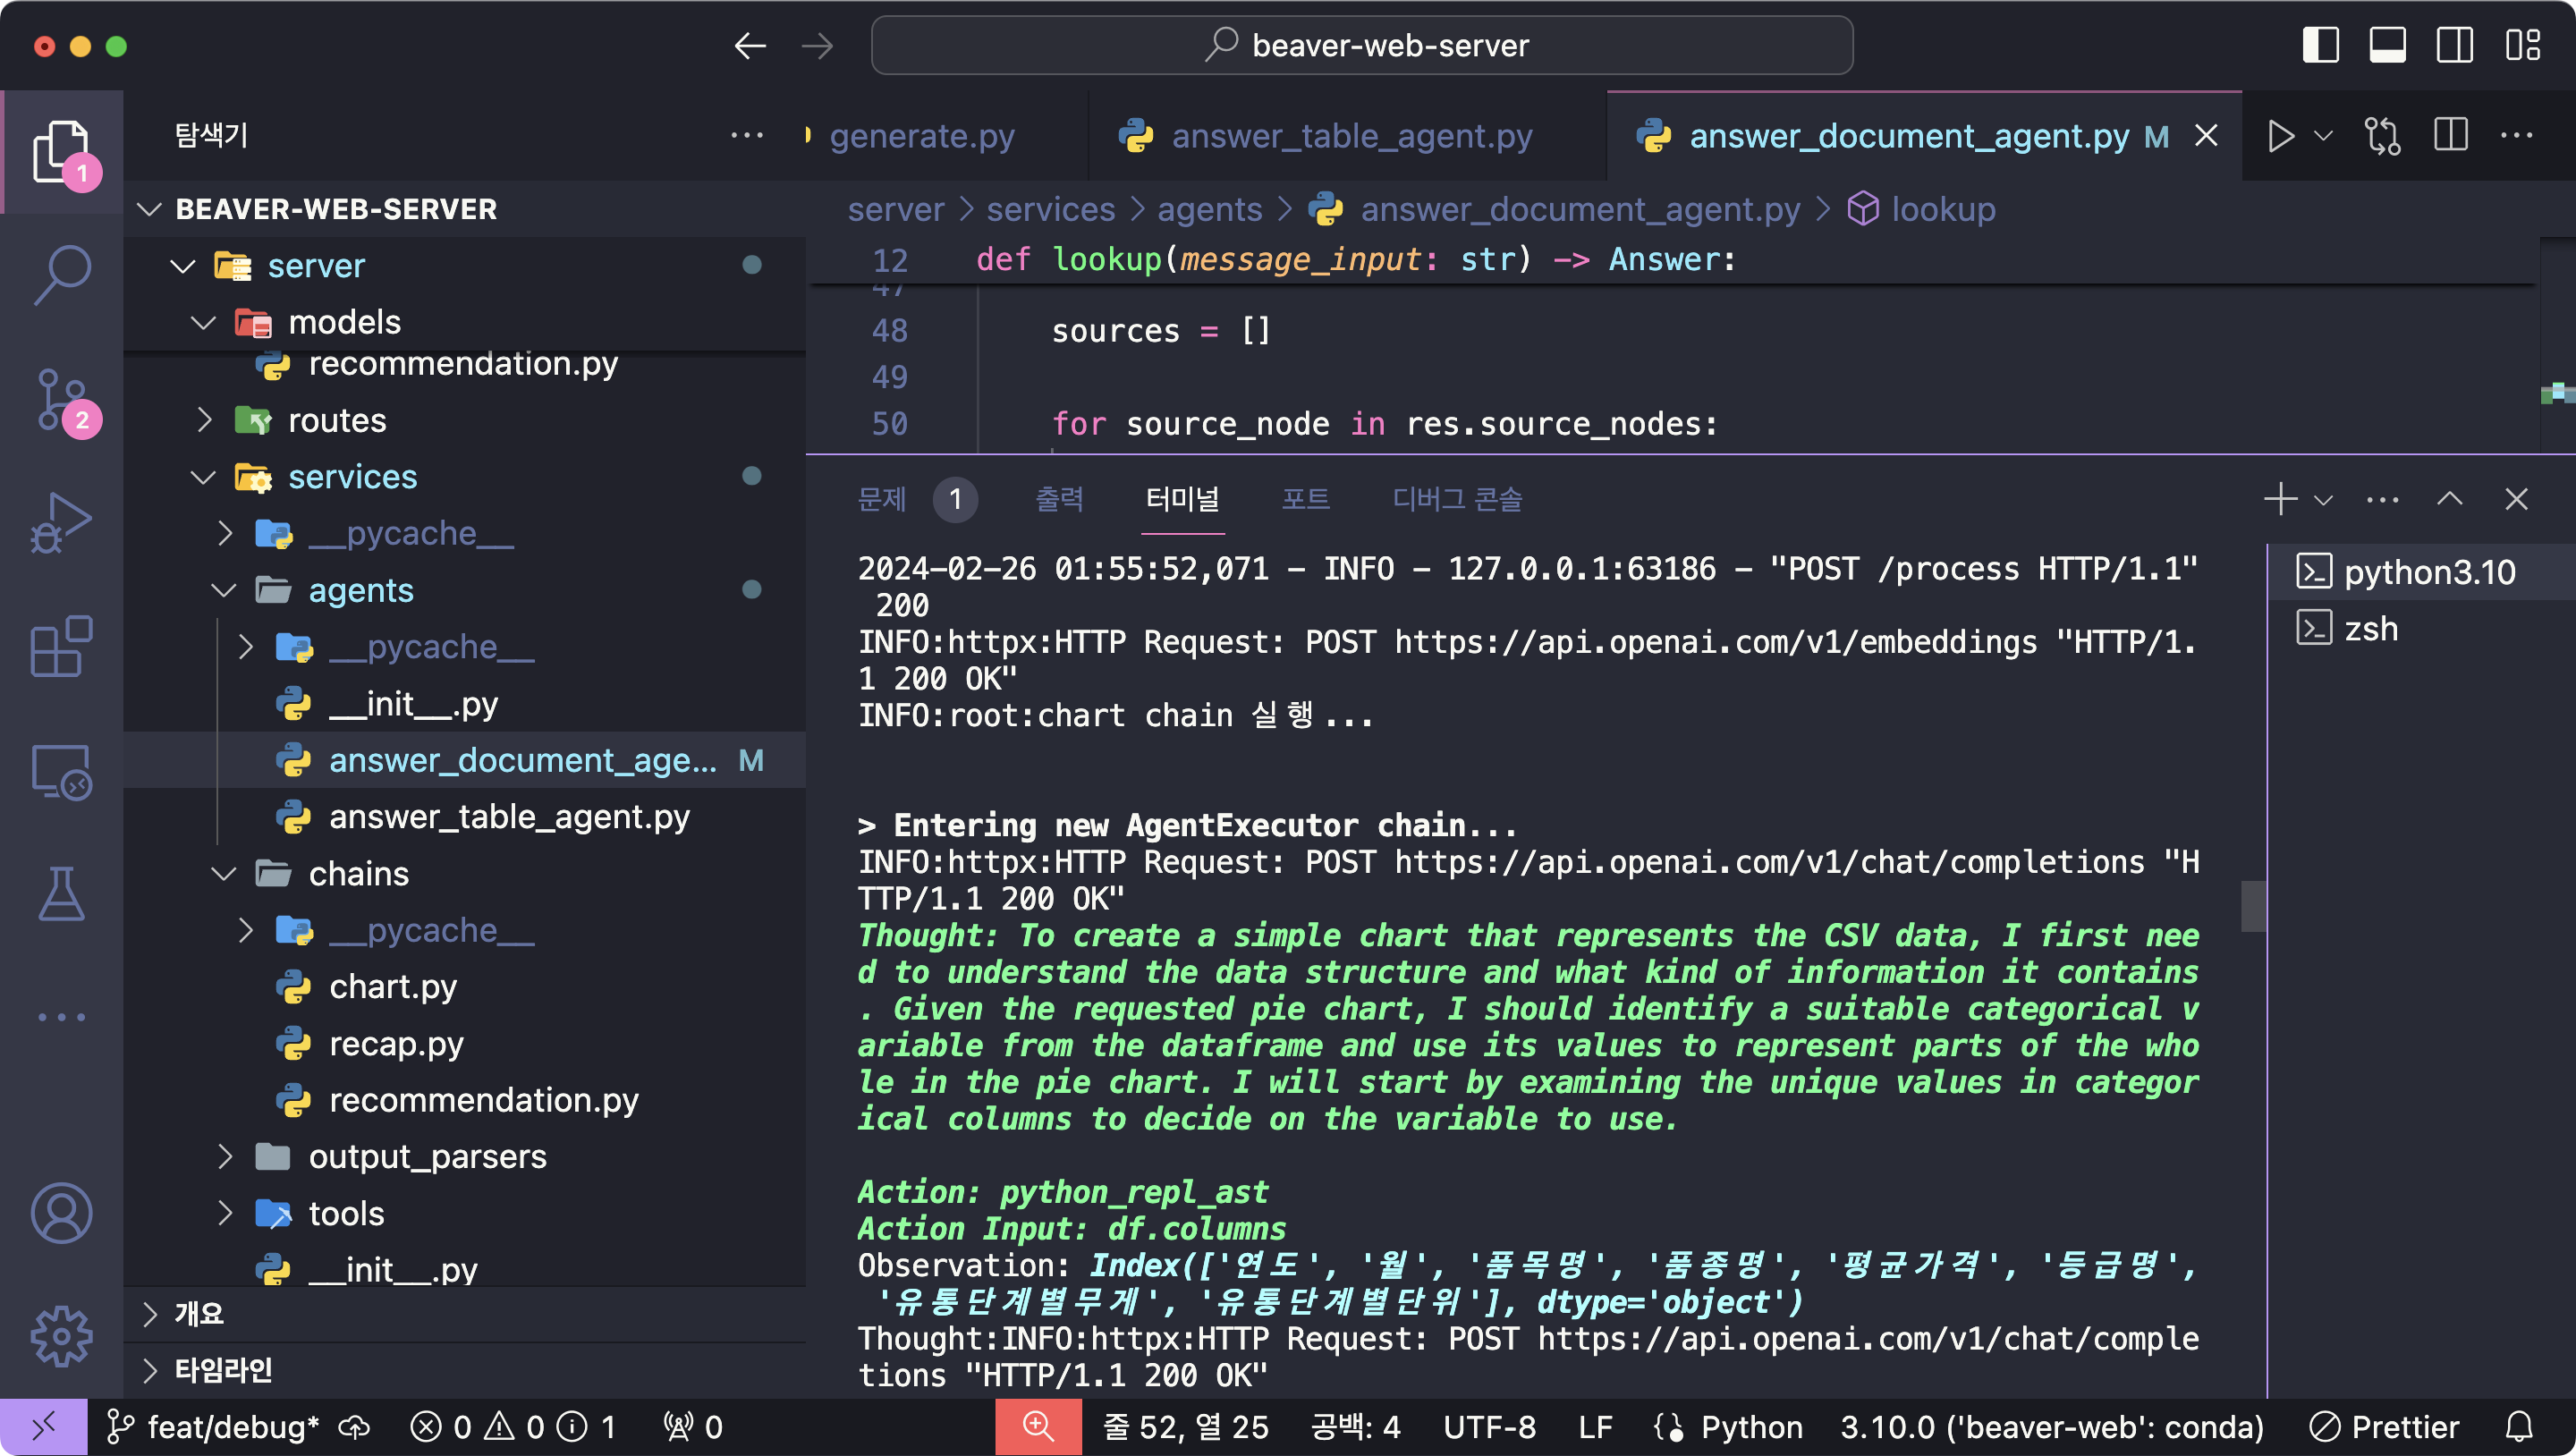 beaver-web-server
탐색기
generate.py
answer_table_agent.py
answer_document_agent.py M
1
BEAVER-WEB-SERVER
server > services > agents > answer_document_agent.py > lookup
server
12 def lookup(message_input: str) -> Answer:
47
models
48 sources = []
recommendation.py
49
2
routes
50 for source_node in res.source_nodes:
services
문제 1 출력 터미널 포트 디버그 콘솔
__pycache__
agents
__pycache__
__init__.py
answer_document_age... M
answer_table_agent.py
chains
__pycache__
chart.py
recap.py
recommendation.py
output_parsers
tools
__init__.py
개요
타임라인
2024-02-26 01:55:52,071 - INFO - 127.0.0.1:63186 - "POST /process HTTP/1.1"
200
INFO:httpx:HTTP Request: POST https://api.openai.com/v1/embeddings "HTTP/1.
1 200 OK"
INFO:root:chart chain 실행...
> Entering new AgentExecutor chain...
INFO:httpx:HTTP Request: POST https://api.openai.com/v1/chat/completions "H
TTP/1.1 200 OK"
Thought: To create a simple chart that represents the CSV data, I first nee
d to understand the data structure and what kind of information it contains
. Given the requested pie chart, I should identify a suitable categorical v
ariable from the dataframe and use its values to represent parts of the who
le in the pie chart. I will start by examining the unique values in categor
ical columns to decide on the variable to use.
Action: python_repl_ast
Action Input: df.columns
Observation: Index(['연도', '월', '품목명', '품종명', '평균가격', '등급명',
'유통단계별무게', '유통단계별단위'], dtype='object')
Thought:INFO:httpx:HTTP Request: POST https://api.openai.com/v1/chat/comple
tions "HTTP/1.1 200 OK"
python3.10
zsh
feat/debug* 0 0 1 0 줄 52, 열 25 공백: 4 UTF-8 LF Python 3.10.0 ('beaver-web': conda) Prettier